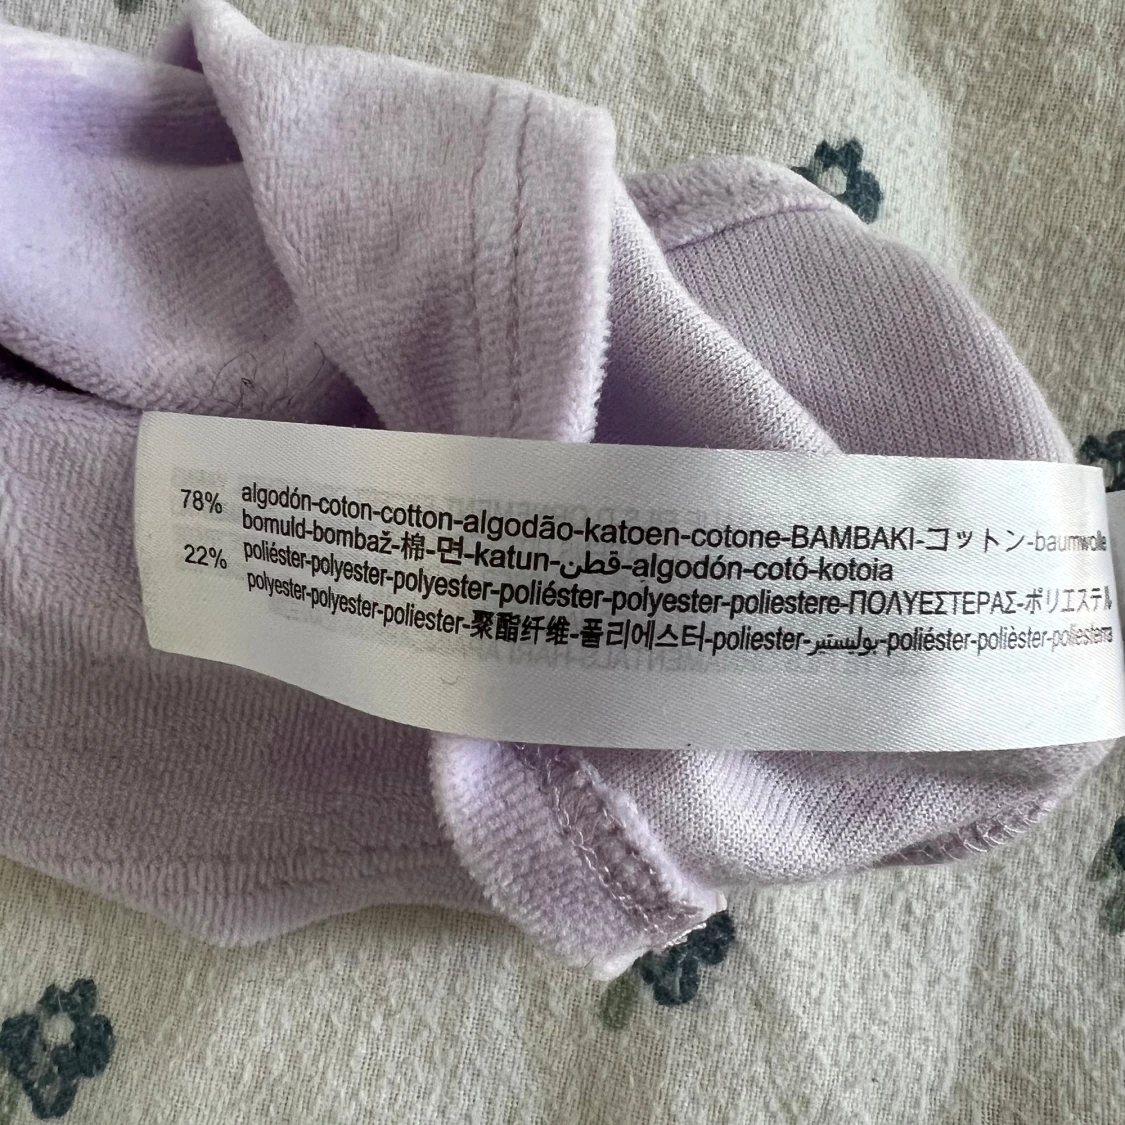 78% algodón-coton-cotton-algodão-katoen-cotone-BAMBAKI-コットン-baumwolle
bomuld-bombaž-棉-면-katun-قطن-algodón-cotó-kotoia
22% poliéster-polyester-polyester-poliéster-polyester-poliestere-ΠΟΛΥΕΣΤΕΡΑΣ-ポリエステル
polyester-polyester-poliester-聚酯纤维-폴리에스터-poliester-بوليستير-poliéster-polièster-poliesterra